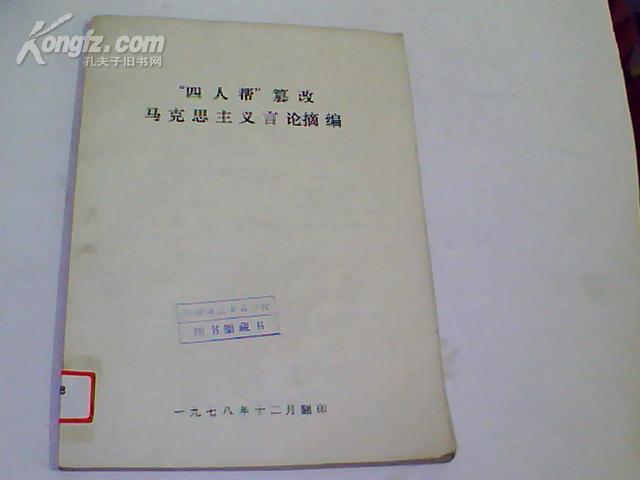 Kongfz.com
孔夫子旧书网
“四人帮”篡改
马克思主义言论摘编
图书馆藏书
8
一九七八年十二月翻印